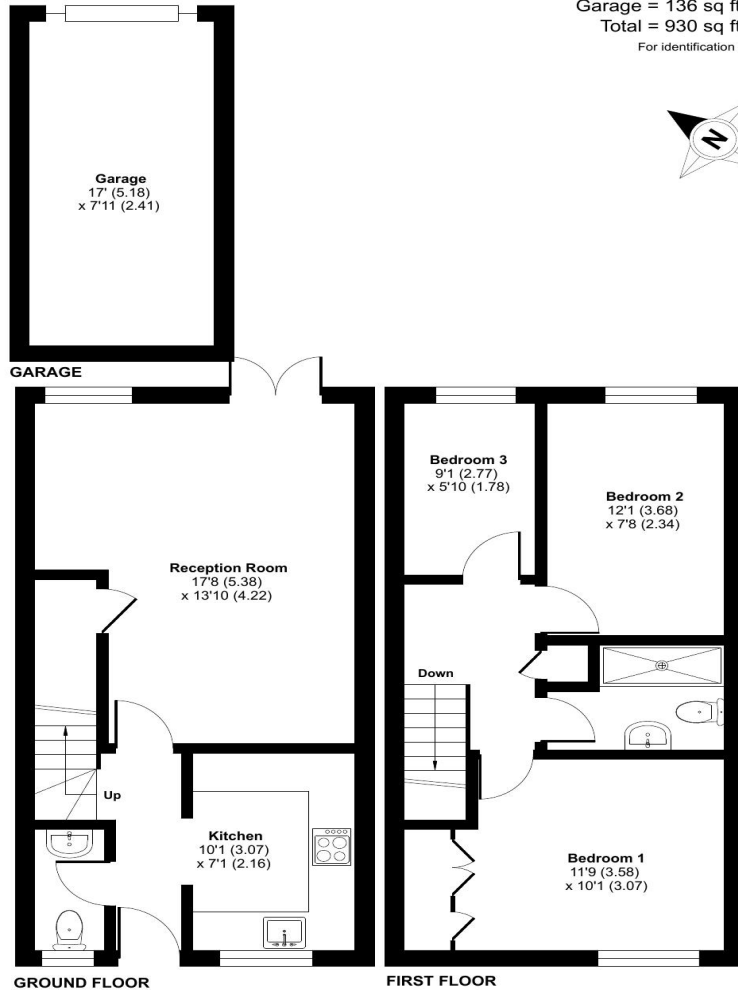 Garage = 136 sq ft
Total = 930 sq ft
For identification
N
Garage
17' (5.18)
x 7'11 (2.41)
GARAGE
Bedroom 3
9'1 (2.77)
x 5'10 (1.78)
Bedroom 2
12'1 (3.68)
x 7'8 (2.34)
Reception Room
17'8 (5.38)
x 13'10 (4.22)
Down
Up
Kitchen
10'1 (3.07)
x 7'1 (2.16)
Bedroom 1
11'9 (3.58)
x 10'1 (3.07)
GROUND FLOOR
FIRST FLOOR